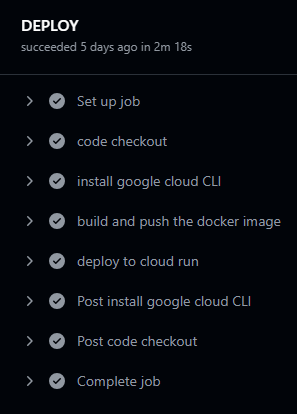 DEPLOY
succeeded 5 days ago in 2m 18s
Set up job
code checkout
install google cloud CLI
build and push the docker image
deploy to cloud run
Post install google cloud CLI
Post code checkout
Complete job